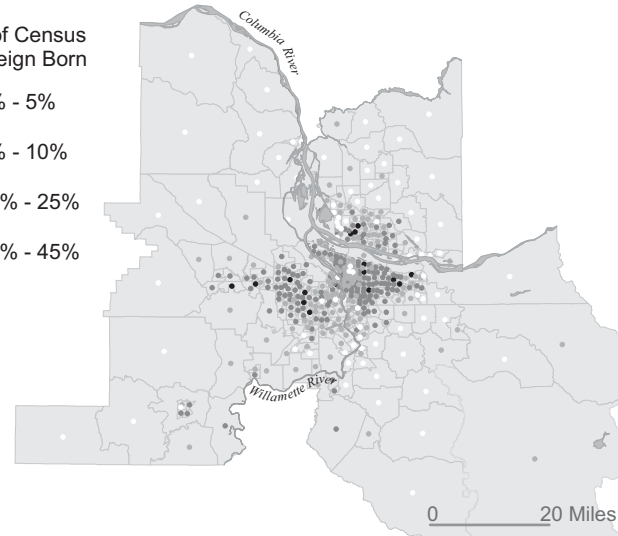 of Census
eign Born
% - 5%
% - 10%
% - 25%
% - 45%
Columbia River
Willamette River
0 20 Miles